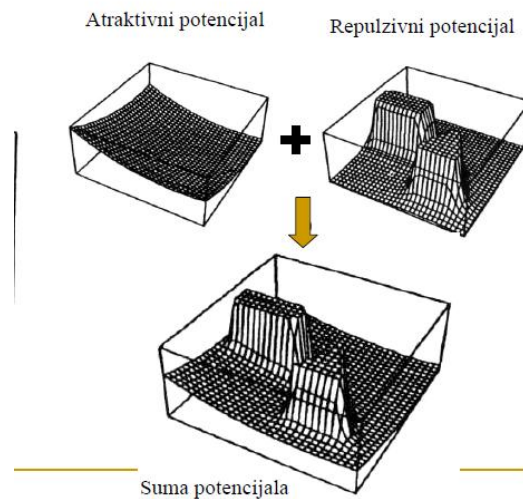 Atraktivni potencijal
Repulzivni potencijal
Suma potencijala